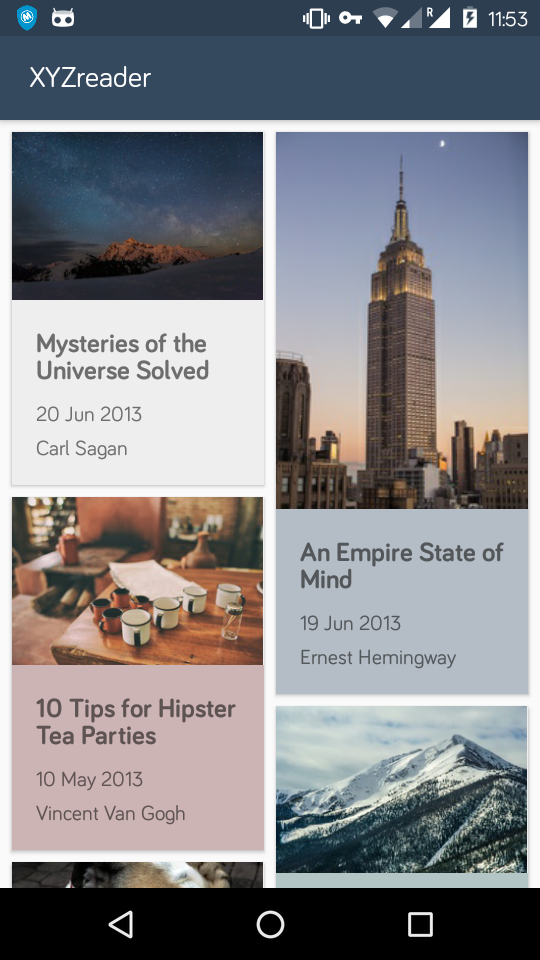 R
11:53
XYZreader
Mysteries of the
Universe Solved
20 Jun 2013
Carl Sagan
An Empire State of
Mind
19 Jun 2013
Ernest Hemingway
10 Tips for Hipster
Tea Parties
10 May 2013
Vincent Van Gogh